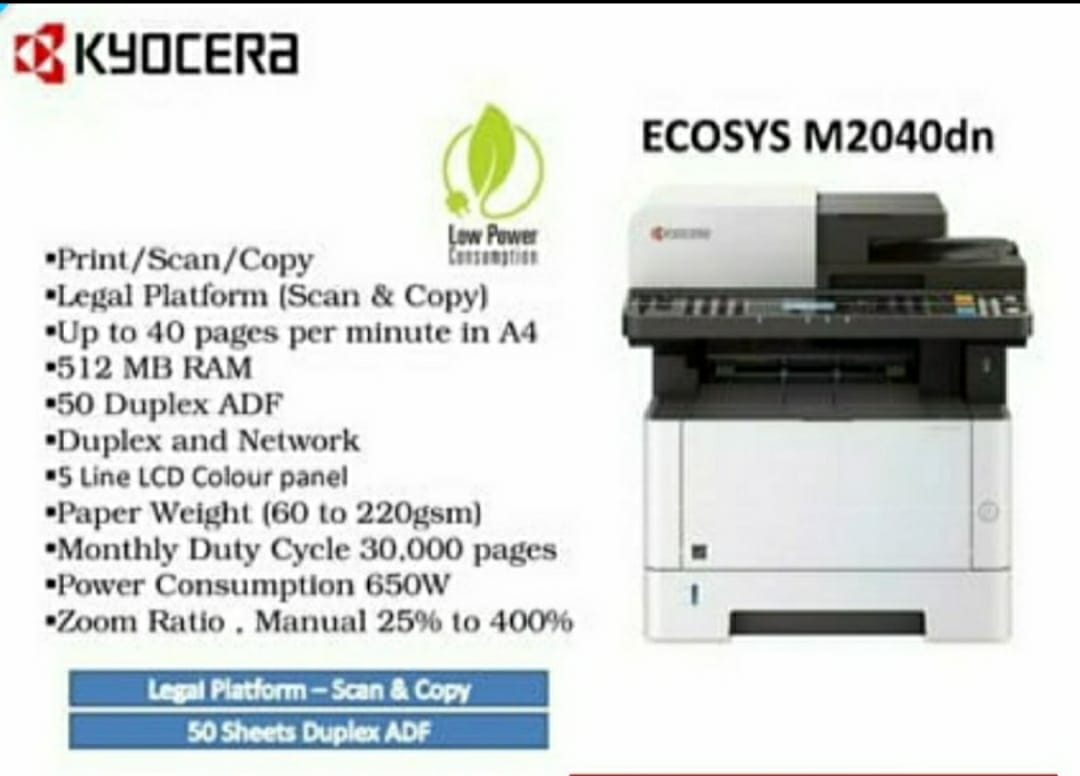 KYOCERA
ECOSYS M2040dn
Low Power
Consumption
KYOCERA
▪Print/Scan/Copy
▪Legal Platform (Scan & Copy)
▪Up to 40 pages per minute in A4
▪512 MB RAM
▪50 Duplex ADF
▪Duplex and Network
▪5 Line LCD Colour panel
▪Paper Weight (60 to 220gsm)
▪Monthly Duty Cycle 30,000 pages
▪Power Consumption 650W
▪Zoom Ratio , Manual 25% to 400%
Legal Platform – Scan & Copy
50 Sheets Duplex ADF